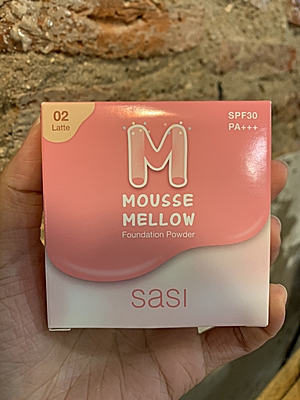 02
Latte
SPF30
PA+++
M
MOUSSE
MELLOW
Foundation Powder
sasi